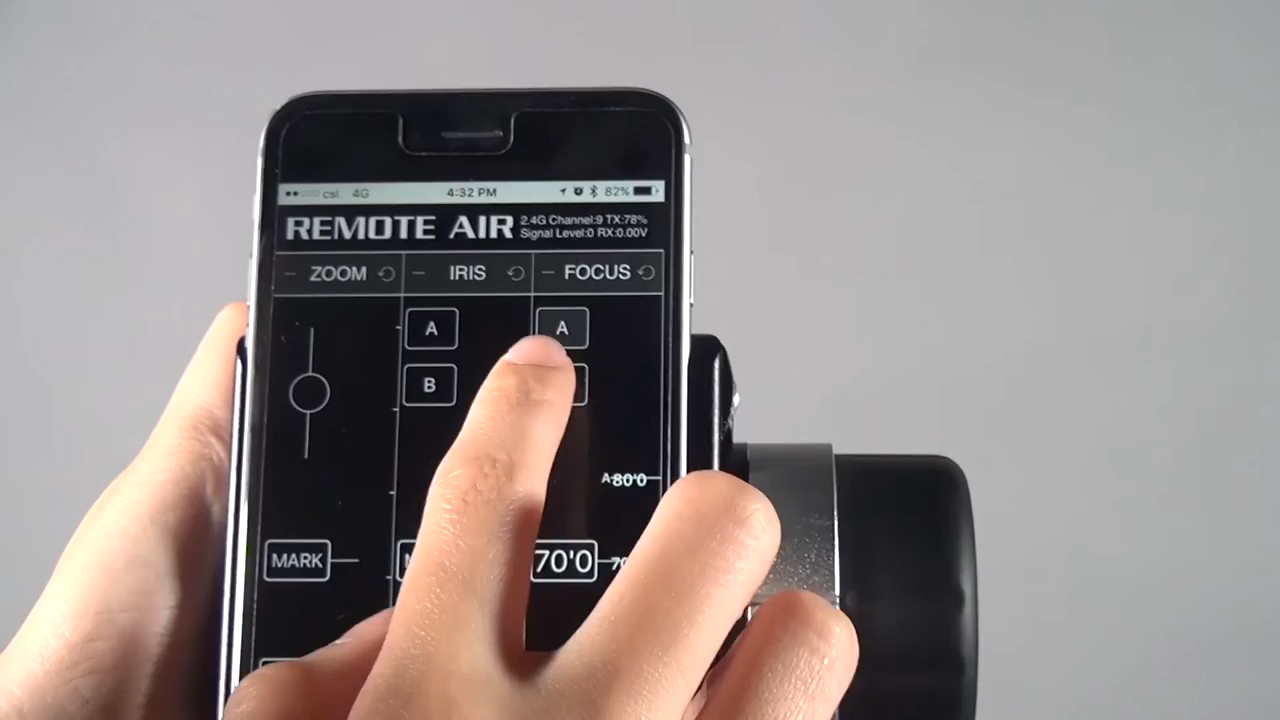 csl. 4G 4:32 PM 82%
REMOTE AIR
2.4G Channel:9 TX:78%
Signal Level:0 RX:0.00V
ZOOM IRIS FOCUS
A A
B
A 80'0
MARK 70'0